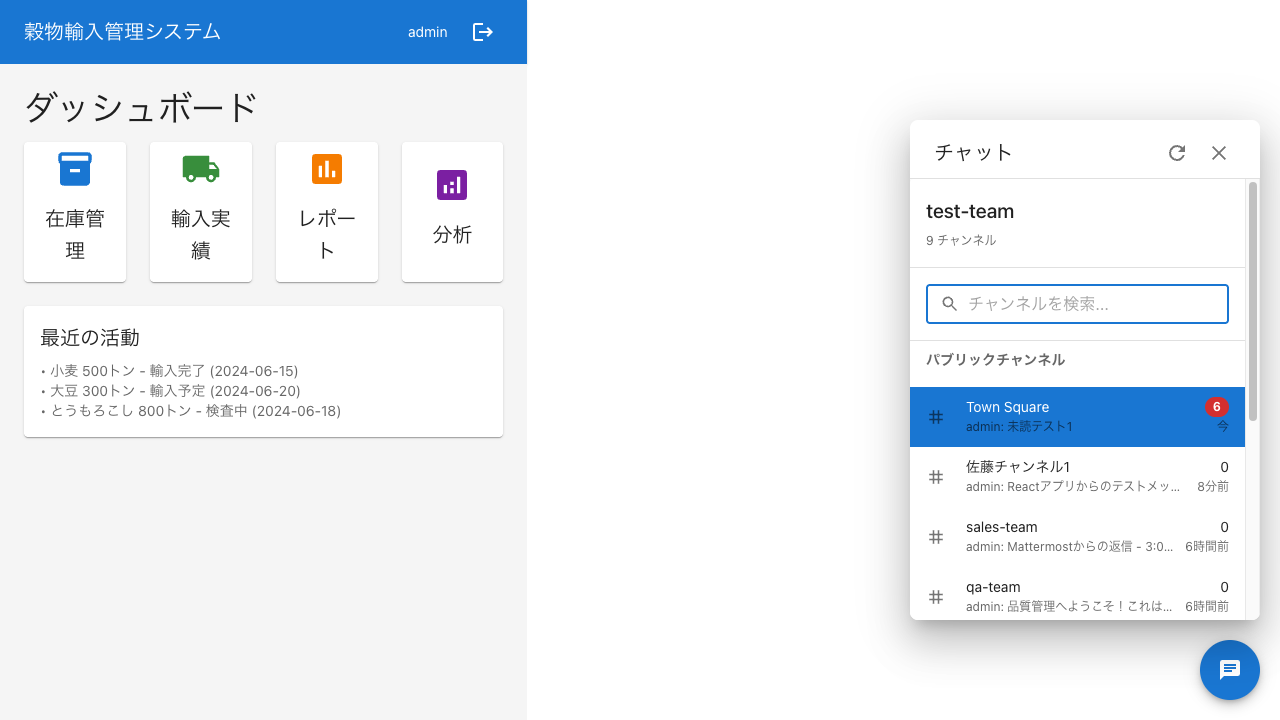 穀物輸入管理システム
admin
ダッシュボード
在庫管
理
輸入実
績
レポー
ト
分析
最近の活動
• 小麦 500トン - 輸入完了 (2024-06-15)
• 大豆 300トン - 輸入予定 (2024-06-20)
• とうもろこし 800トン - 検査中 (2024-06-18)
チャット
test-team
9 チャンネル
チャンネルを検索...
パブリックチャンネル
Town Square 6
admin: 未読テスト1 今
佐藤チャンネル1 0
admin: Reactアプリからのテストメッ... 8分前
sales-team 0
admin: Mattermostからの返信 - 3:0... 6時間前
qa-team 0
admin: 品質管理へようこそ！これは... 6時間前